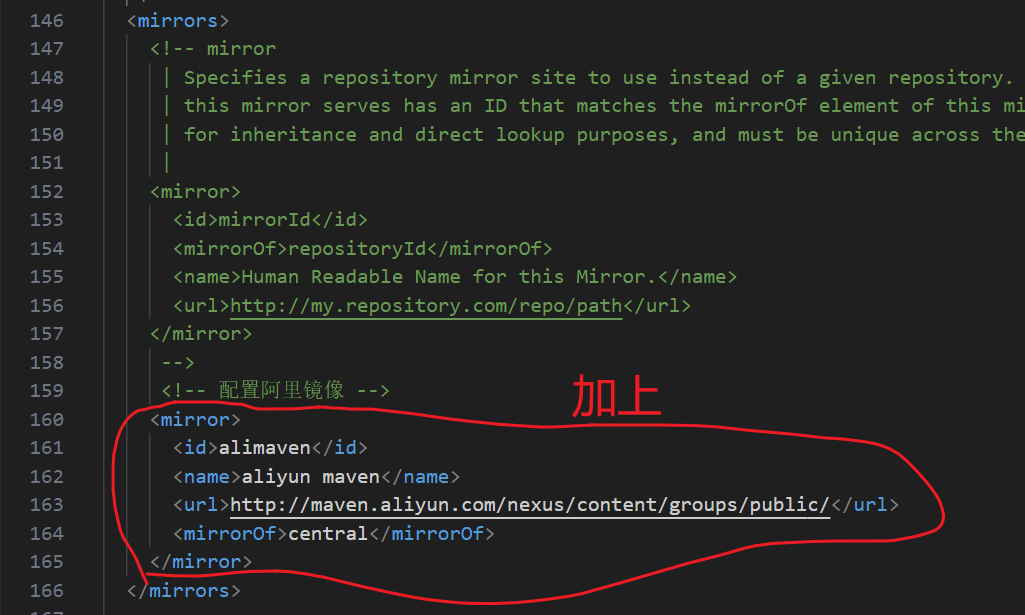 146 <mirrors>
147 <!-- mirror
148 | Specifies a repository mirror site to use instead of a given repository.
149 | this mirror serves has an ID that matches the mirrorOf element of this mi
150 | for inheritance and direct lookup purposes, and must be unique across the
151 |
152 <mirror>
153 <id>mirrorId</id>
154 <mirrorOf>repositoryId</mirrorOf>
155 <name>Human Readable Name for this Mirror.</name>
156 <url>http://my.repository.com/repo/path</url>
157 </mirror>
158 -->
159 <!-- 配置阿里镜像 -->
加上
160 <mirror>
161 <id>alimaven</id>
162 <name>aliyun maven</name>
163 <url>http://maven.aliyun.com/nexus/content/groups/public/</url>
164 <mirrorOf>central</mirrorOf>
165 </mirror>
166 </mirrors>